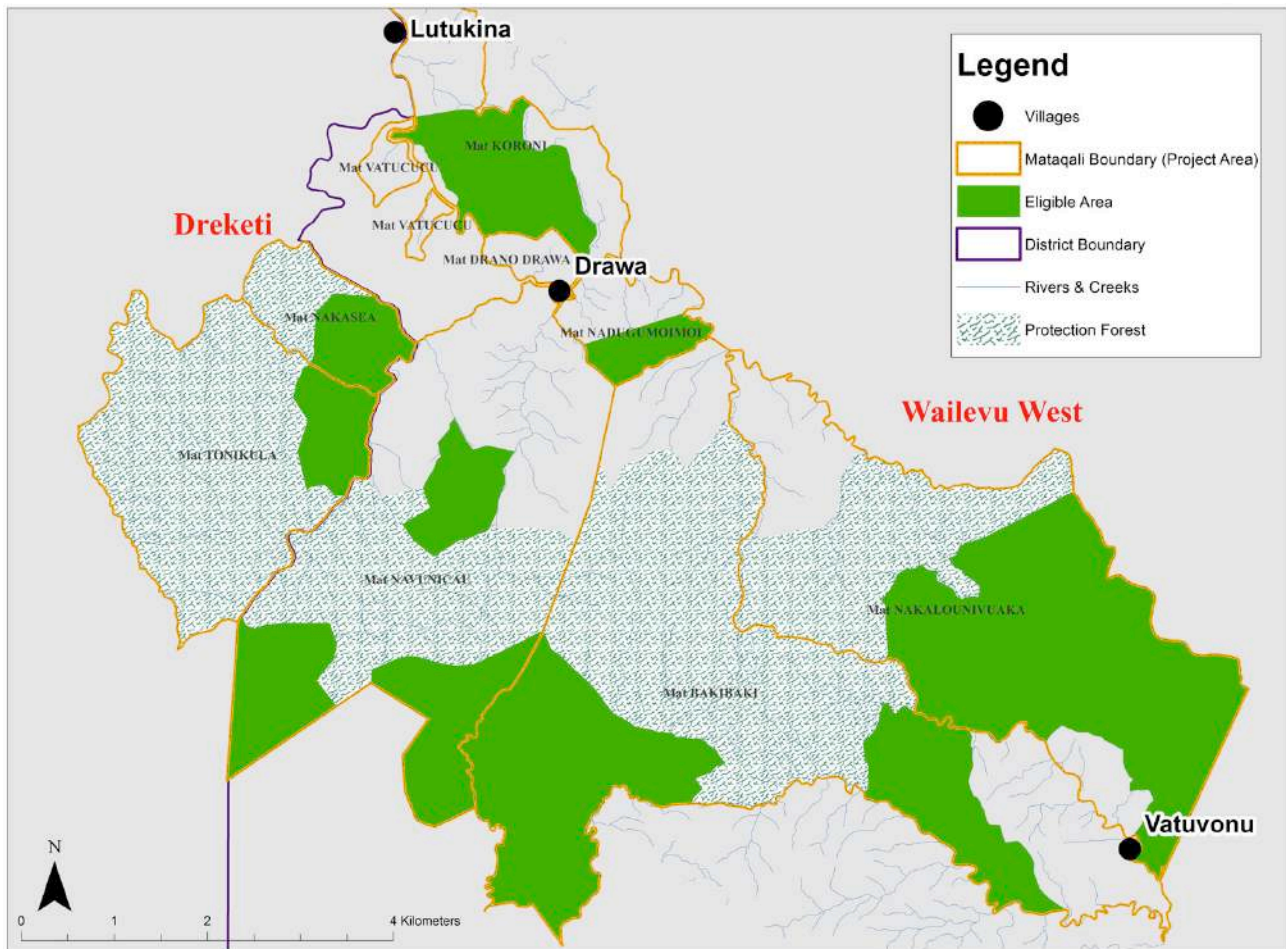 Lutukina
Legend
Villages
Mataqali Boundary (Project Area)
Eligible Area
District Boundary
Rivers & Creeks
Protection Forest
Mat KORONI
Mat VATUCUCU
Dreketi
Mat VATUCUCU
Mat DRANO DRAWA
Drawa
Mat NAKASEA
Mat NADUGUMOIMOI
Wailevu West
Mat TONIKULA
Mat NAVUNICAU
Mat NAKALOUNIVUAKA
Mat BAKIBAKI
Vatuvonu
N
0 1 2 4 Kilometers